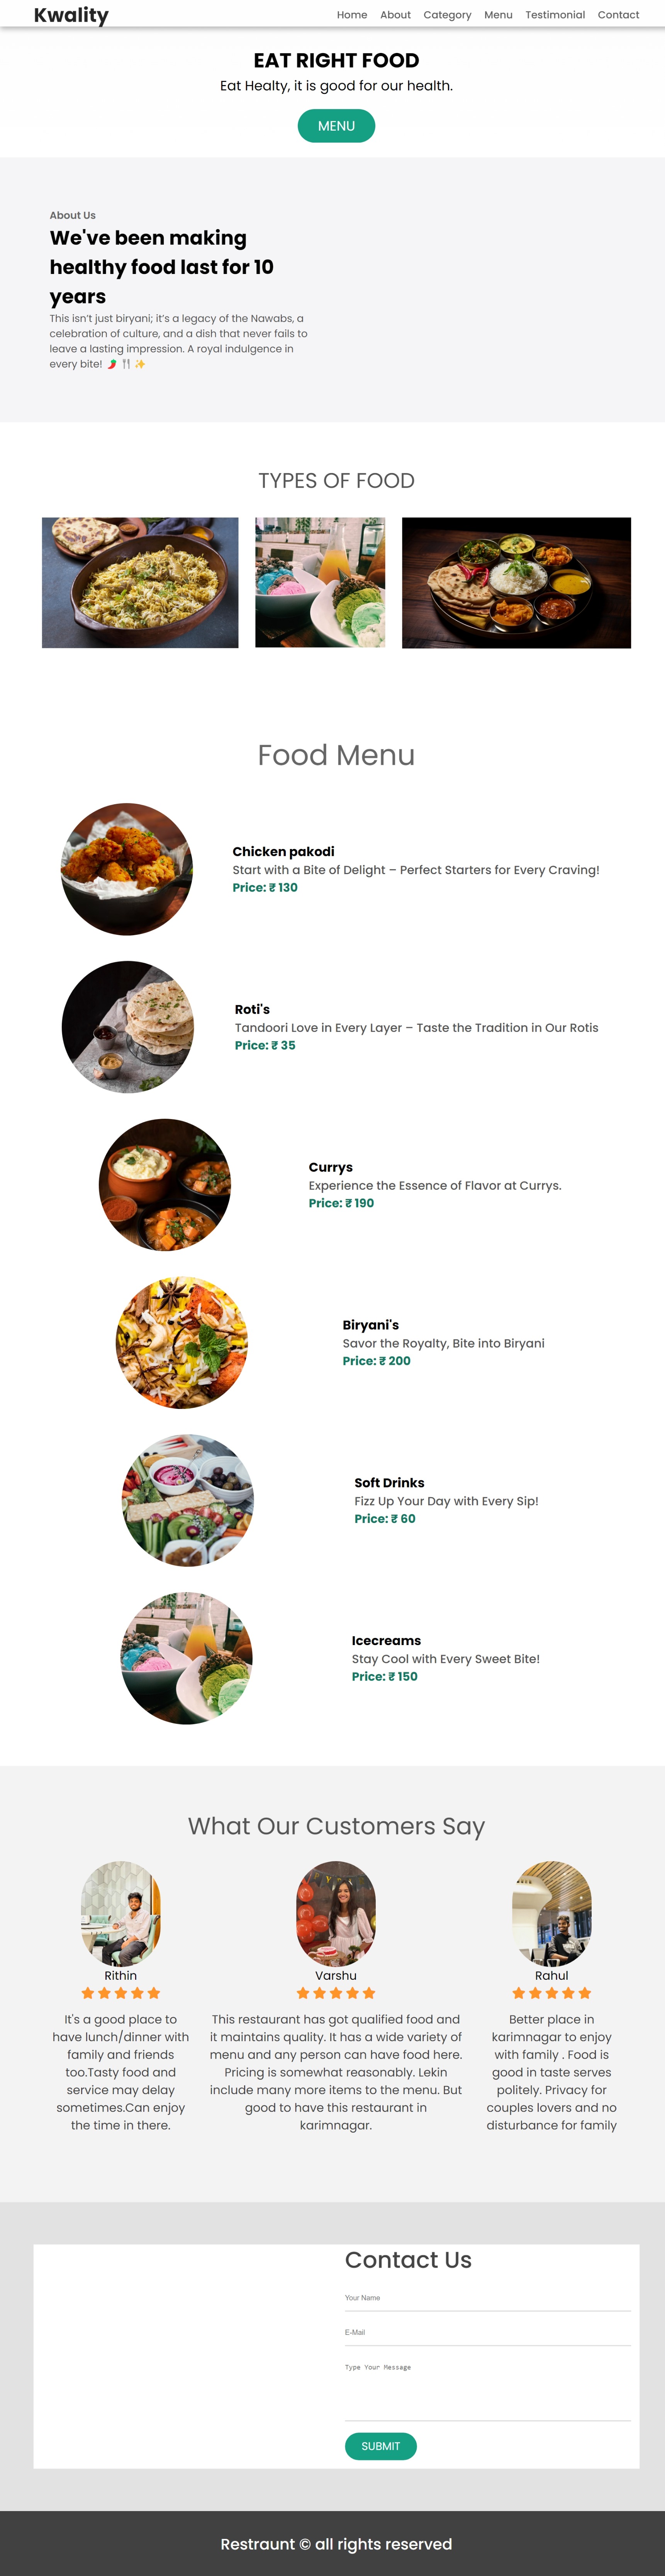 Kwality
Home About Category Menu Testimonial Contact
EAT RIGHT FOOD
Eat Healty, it is good for our health.
MENU
About Us
We've been making
healthy food last for 10
years
This isn't just biryani; it's a legacy of the Nawabs, a
celebration of culture, and a dish that never fails to
leave a lasting impression. A royal indulgence in
every bite! 🌶️ 🍴 ✨
TYPES OF FOOD
Food Menu
Chicken pakodi
Start with a Bite of Delight – Perfect Starters for Every Craving!
Price: ₹ 130
Roti's
Tandoori Love in Every Layer – Taste the Tradition in Our Rotis
Price: ₹ 35
Currys
Experience the Essence of Flavor at Currys.
Price: ₹ 190
Biryani's
Savor the Royalty, Bite into Biryani
Price: ₹ 200
Soft Drinks
Fizz Up Your Day with Every Sip!
Price: ₹ 60
Icecreams
Stay Cool with Every Sweet Bite!
Price: ₹ 150
What Our Customers Say
Rithin
It's a good place to
have lunch/dinner with
family and friends
too.Tasty food and
service may delay
sometimes.Can enjoy
the time in there.
Varshu
This restaurant has got qualified food and
it maintains quality. It has a wide variety of
menu and any person can have food here.
Pricing is somewhat reasonably. Lekin
include many more items to the menu. But
good to have this restaurant in
karimnagar.
Rahul
Better place in
karimnagar to enjoy
with family . Food is
good in taste serves
politely. Privacy for
couples lovers and no
disturbance for family
Contact Us
Your Name
E-Mail
Type Your Message
SUBMIT
Restraunt © all rights reserved